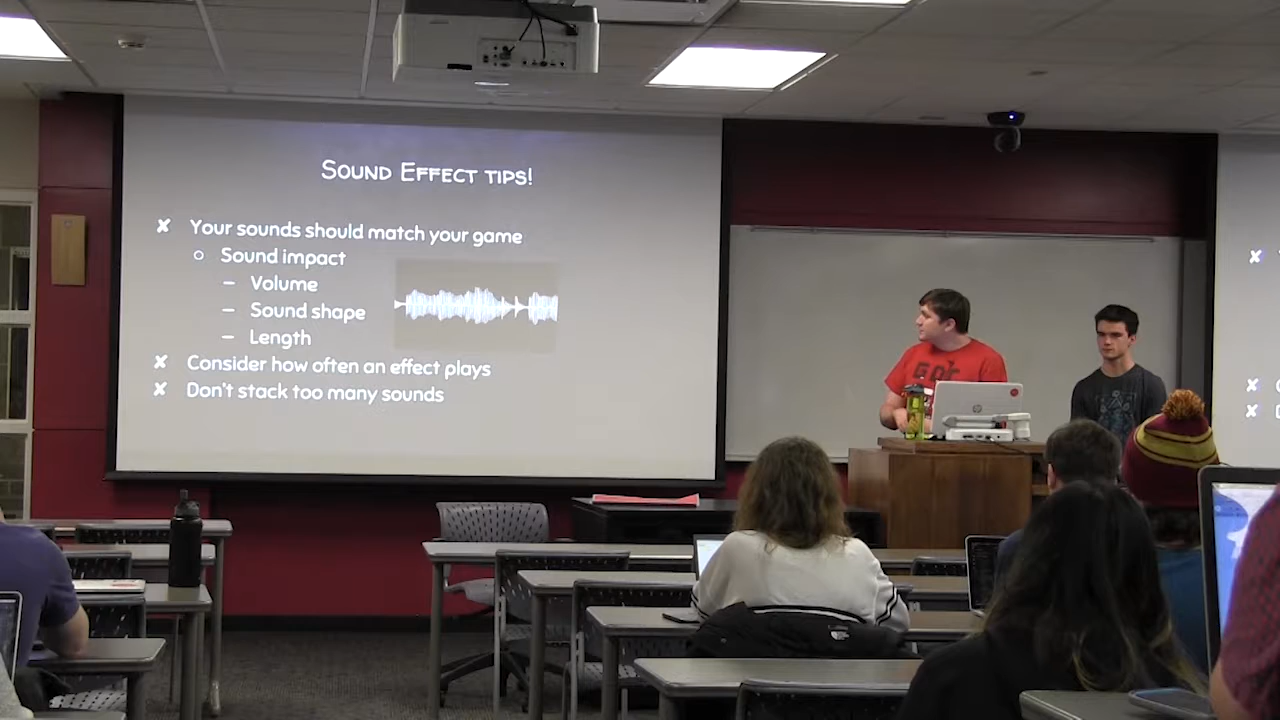 Sound Effect tips!
✘ Your sounds should match your game
○ Sound impact
– Volume
– Sound shape
– Length
✘ Consider how often an effect plays
✘ Don't stack too many sounds